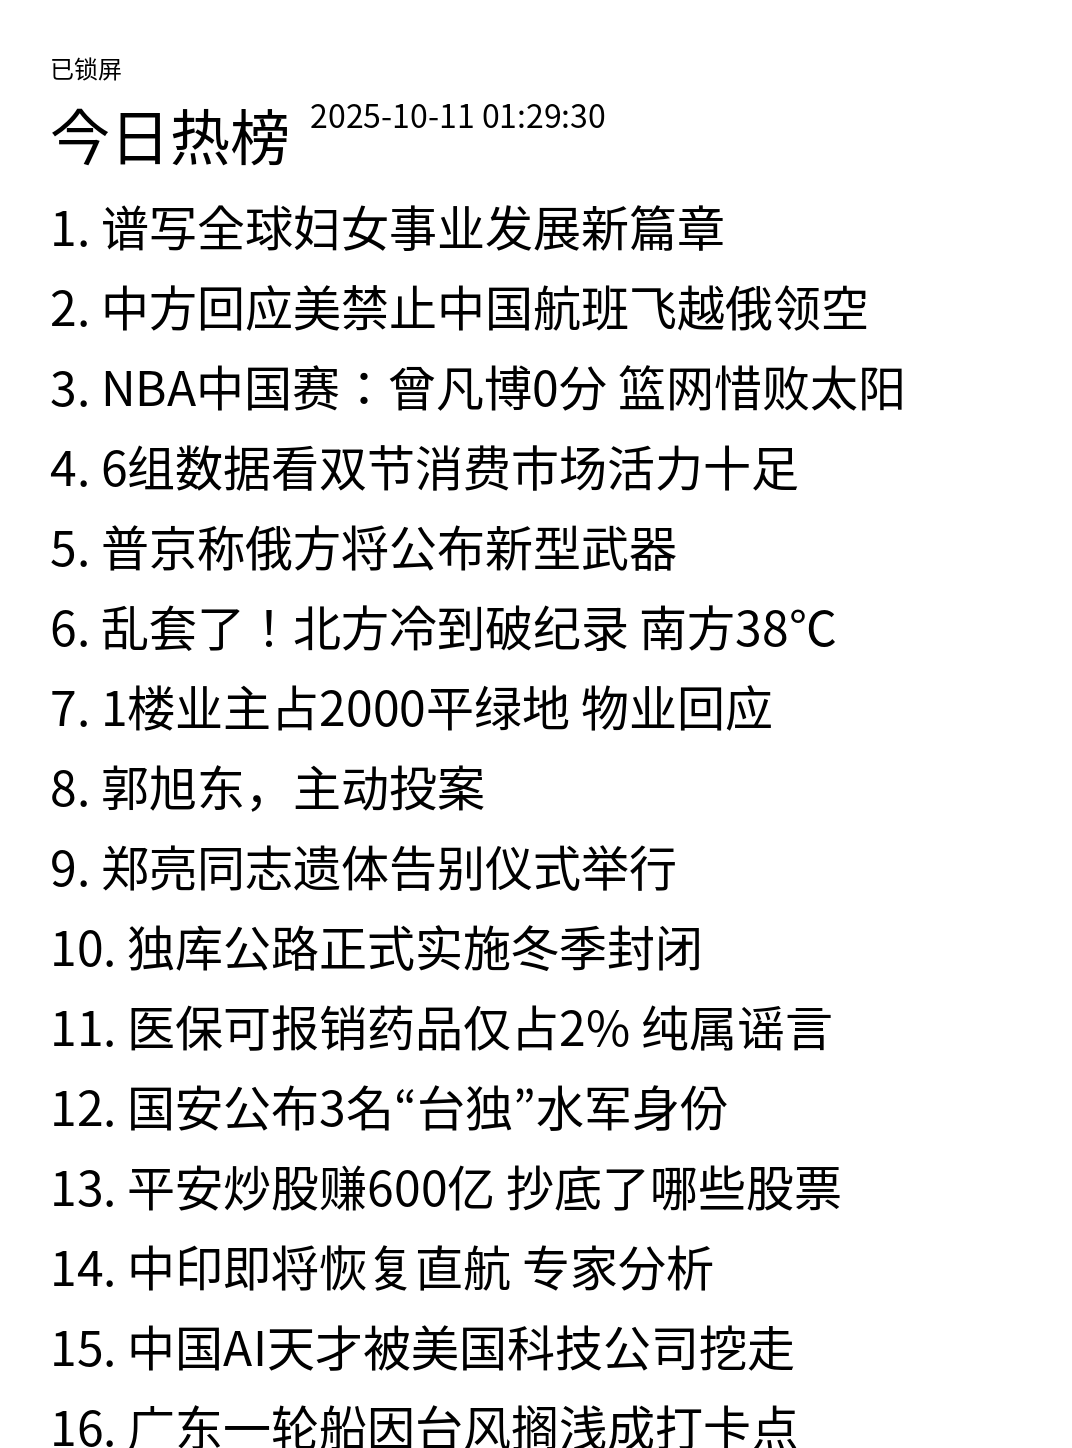 已锁屏
今日热榜 2025-10-11 01:29:30
1. 谱写全球妇女事业发展新篇章
2. 中方回应美禁止中国航班飞越俄领空
3. NBA中国赛：曾凡博0分 篮网惜败太阳
4. 6组数据看双节消费市场活力十足
5. 普京称俄方将公布新型武器
6. 乱套了！北方冷到破纪录 南方38℃
7. 1楼业主占2000平绿地 物业回应
8. 郭旭东，主动投案
9. 郑亮同志遗体告别仪式举行
10. 独库公路正式实施冬季封闭
11. 医保可报销药品仅占2% 纯属谣言
12. 国安公布3名“台独”水军身份
13. 平安炒股赚600亿 抄底了哪些股票
14. 中印即将恢复直航 专家分析
15. 中国AI天才被美国科技公司挖走
16. 广东一轮船因台风搁浅成打卡点